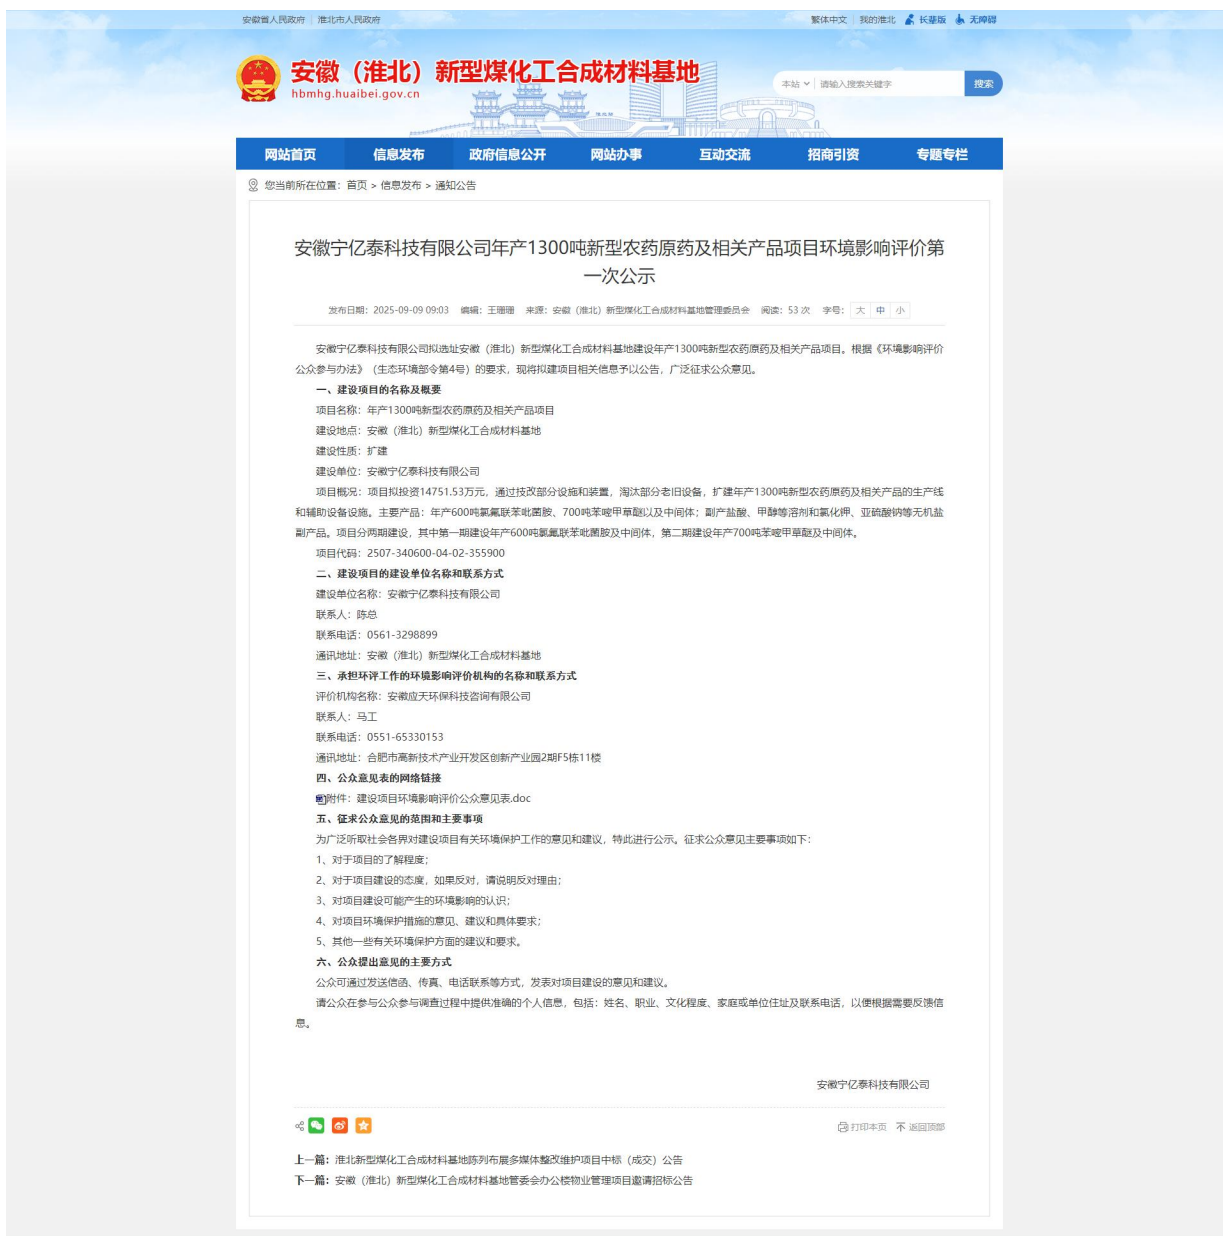 安徽省人民政府 | 淮北市人民政府
繁体中文 | 我的淮北 长辈版 无障碍
安徽（淮北）新型煤化工合成材料基地
hbmhg.huaibei.gov.cn
本站 请输入搜索关键字 搜索
网站首页 信息发布 政府信息公开 网站办事 互动交流 招商引资 专题专栏
您当前所在位置：首页 > 信息发布 > 通知公告
安徽宁亿泰科技有限公司年产1300吨新型农药原药及相关产品项目环境影响评价第
一次公示
发布日期：2025-09-09 09:03 编辑：王珊珊 来源：安徽（淮北）新型煤化工合成材料基地管理委员会 阅读：53 次 字号： 大 中 小
安徽宁亿泰科技有限公司拟选址安徽（淮北）新型煤化工合成材料基地建设年产1300吨新型农药原药及相关产品项目。根据《环境影响评价
公众参与办法》（生态环境部令第4号）的要求，现将拟建项目相关信息予以公告，广泛征求公众意见。
一、建设项目的名称及概要
项目名称：年产1300吨新型农药原药及相关产品项目
建设地点：安徽（淮北）新型煤化工合成材料基地
建设性质：扩建
建设单位：安徽宁亿泰科技有限公司
项目概况：项目拟投资14751.53万元，通过技改部分设施和装置，淘汰部分老旧设备，扩建年产1300吨新型农药原药及相关产品的生产线
和辅助设备设施。主要产品：年产600吨氯氟联苯吡菌胺、700吨苯嘧甲草醚以及中间体；副产盐酸、甲醇等溶剂和氯化钾、亚硫酸钠等无机盐
副产品。项目分两期建设，其中第一期建设年产600吨氯氟联苯吡菌胺及中间体，第二期建设年产700吨苯嘧甲草醚及中间体。
项目代码：2507-340600-04-02-355900
二、建设项目的建设单位名称和联系方式
建设单位名称：安徽宁亿泰科技有限公司
联系人：陈总
联系电话：0561-3298899
通讯地址：安徽（淮北）新型煤化工合成材料基地
三、承担环评工作的环境影响评价机构的名称和联系方式
评价机构名称：安徽应天环保科技咨询有限公司
联系人：马工
联系电话：0551-65330153
通讯地址：合肥市高新技术产业开发区创新产业园2期F5栋11楼
四、公众意见表的网络链接
附件：建设项目环境影响评价公众意见表.doc
五、征求公众意见的范围和主要事项
为广泛听取社会各界对建设项目有关环境保护工作的意见和建议，特此进行公示。征求公众意见主要事项如下：
1、对于项目的了解程度；
2、对于项目建设的态度，如果反对，请说明反对理由；
3、对项目建设可能产生的环境影响的认识；
4、对项目环境保护措施的意见、建议和具体要求；
5、其他一些有关环境保护方面的建议和要求。
六、公众提出意见的主要方式
公众可通过发送信函、传真、电话联系等方式，发表对项目建设的意见和建议。
请公众在参与公众参与调查过程中提供准确的个人信息，包括：姓名、职业、文化程度、家庭或单位住址及联系电话，以便根据需要反馈信
息。
安徽宁亿泰科技有限公司
打印本页 返回顶部
上一篇：淮北新型煤化工合成材料基地陈列布展多媒体整改维护项目中标（成交）公告
下一篇：安徽（淮北）新型煤化工合成材料基地管委会办公楼物业管理项目邀请招标公告